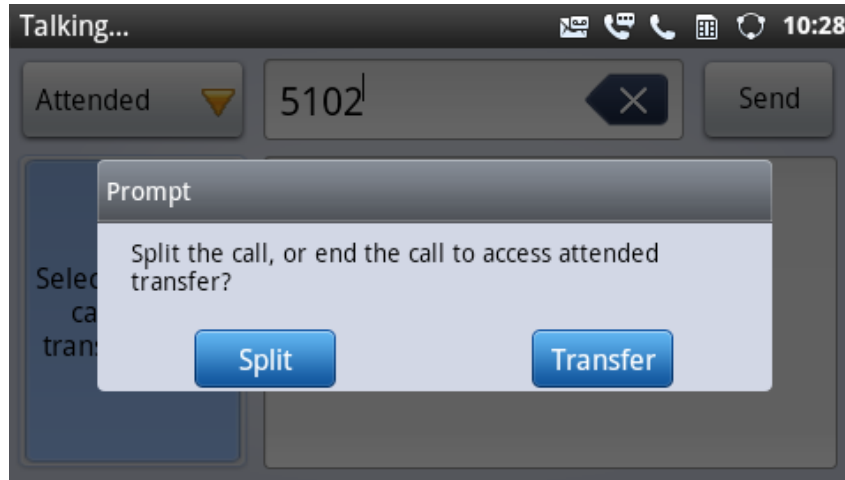 Talking...
10:28
Attended
5102
Send
Prompt
Split the call, or end the call to access attended
transfer?
Split
Transfer